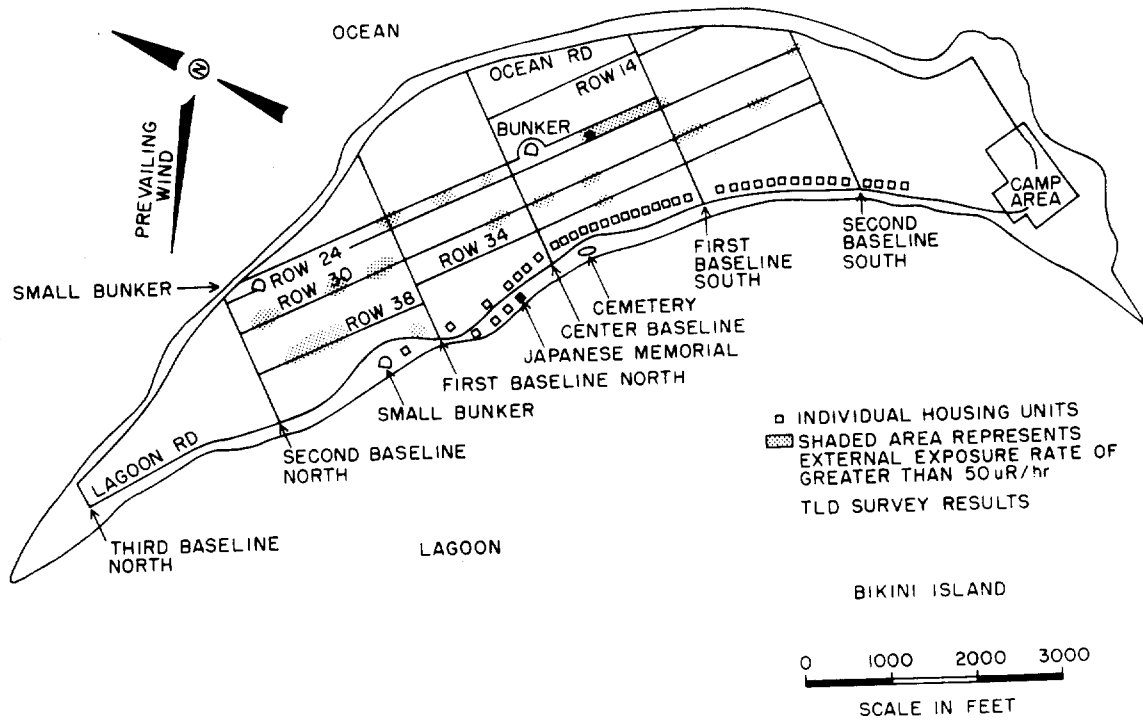 OCEAN
N
PREVAILING
WIND
OCEAN RD
ROW 14
BUNKER
CAMP
AREA
ROW 24
ROW 30
ROW 34
ROW 38
SMALL BUNKER
FIRST
BASELINE
SOUTH
SECOND
BASELINE
SOUTH
CEMETERY
CENTER BASELINE
JAPANESE MEMORIAL
FIRST BASELINE NORTH
SMALL BUNKER
SECOND BASELINE
NORTH
LAGOON RD
THIRD BASELINE
NORTH
LAGOON
INDIVIDUAL HOUSING UNITS
SHADED AREA REPRESENTS
EXTERNAL EXPOSURE RATE OF
GREATER THAN 50uR/hr
TLD SURVEY RESULTS
BIKINI ISLAND
0 1000 2000 3000
SCALE IN FEET